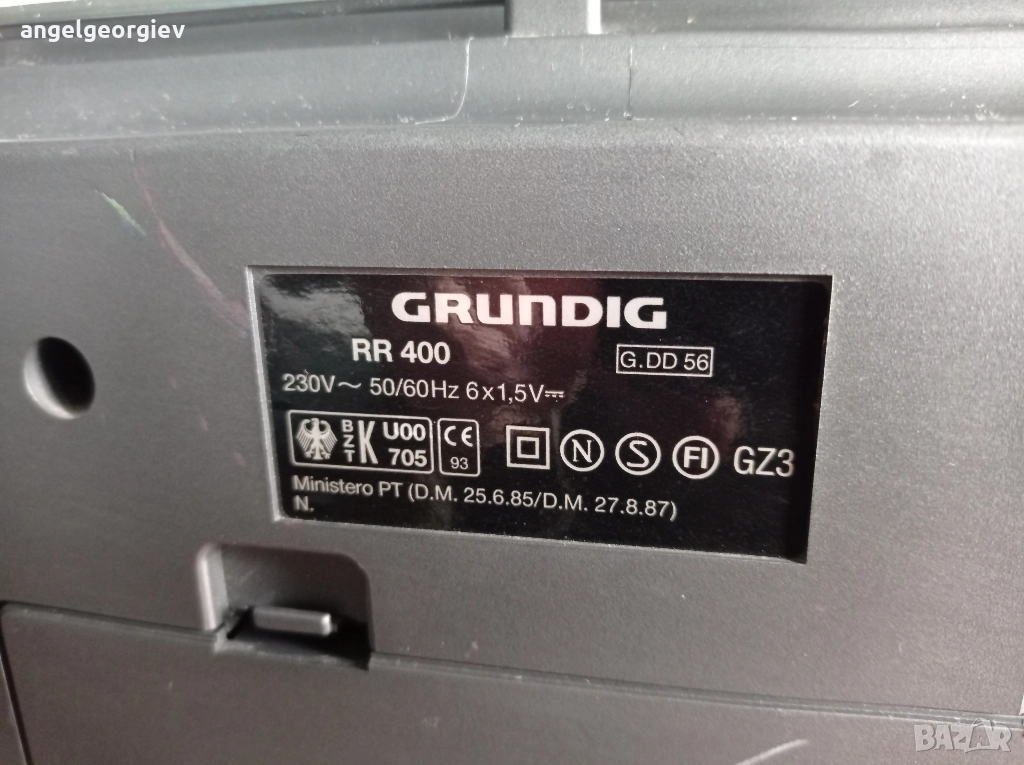 angelgeorgiev
GRUNDIG
RR 400
G.DD 56
230V~ 50/60Hz 6x1,5V⎓
BZT K U00 705 CE 93 N S FI GZ3
Ministero PT (D.M. 25.6.85/D.M. 27.8.87)
N.
BAZAR